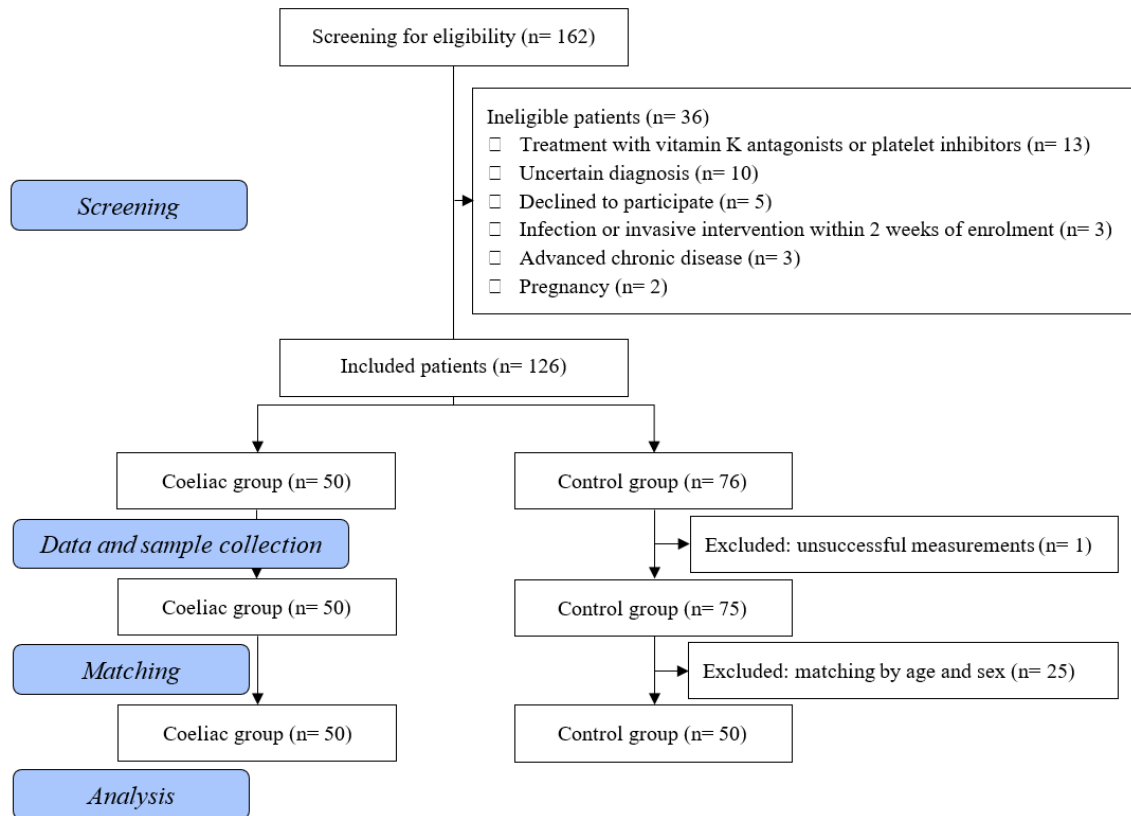 Screening for eligibility (n= 162)
Ineligible patients (n= 36)
□ Treatment with vitamin K antagonists or platelet inhibitors (n= 13)
□ Uncertain diagnosis (n= 10)
□ Declined to participate (n= 5)
□ Infection or invasive intervention within 2 weeks of enrolment (n= 3)
□ Advanced chronic disease (n= 3)
□ Pregnancy (n= 2)
Screening
Included patients (n= 126)
Coeliac group (n= 50)
Control group (n= 76)
Data and sample collection
Excluded: unsuccessful measurements (n= 1)
Coeliac group (n= 50)
Control group (n= 75)
Matching
Excluded: matching by age and sex (n= 25)
Coeliac group (n= 50)
Control group (n= 50)
Analysis